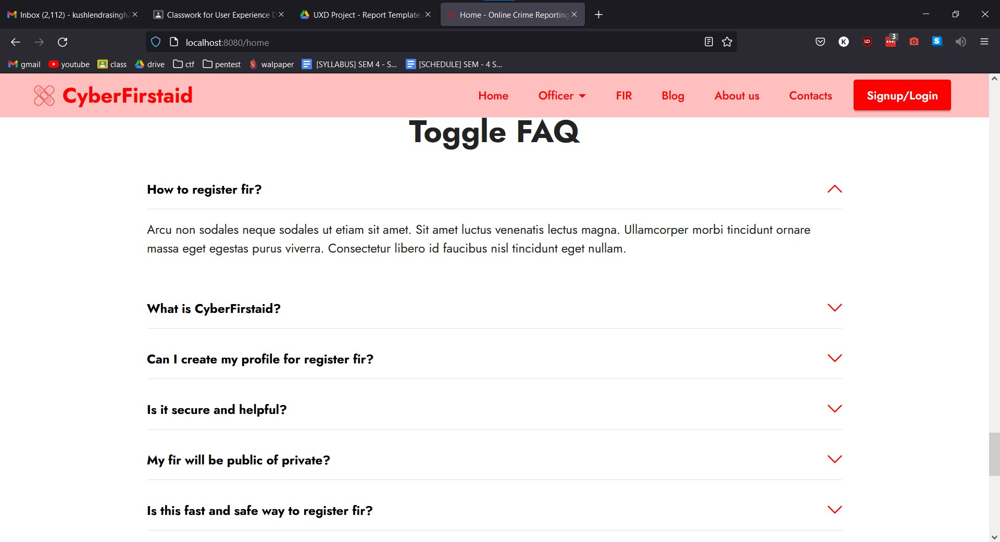 Inbox (2,112) - kushlendrasingh2
Classwork for User Experience D
UXD Project - Report Template.
Home - Online Crime Reporting
localhost:8080/home
K
3
S
gmail
youtube
class
drive
ctf
pentest
walpaper
[SYLLABUS] SEM 4 - S...
[SCHEDULE] SEM - 4 S...
CyberFirstaid
Home
Officer
FIR
Blog
About us
Contacts
Signup/Login
Toggle FAQ
How to register fir?
Arcu non sodales neque sodales ut etiam sit amet. Sit amet luctus venenatis lectus magna. Ullamcorper morbi tincidunt ornare
massa eget egestas purus viverra. Consectetur libero id faucibus nisl tincidunt eget nullam.
What is CyberFirstaid?
Can I create my profile for register fir?
Is it secure and helpful?
My fir will be public of private?
Is this fast and safe way to register fir?